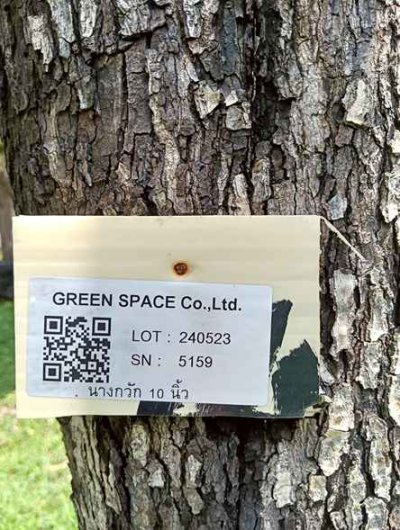 GREEN SPACE Co.,Ltd.
LOT : 240523
SN : 5159
. นางกวัก 10 นิ้ว